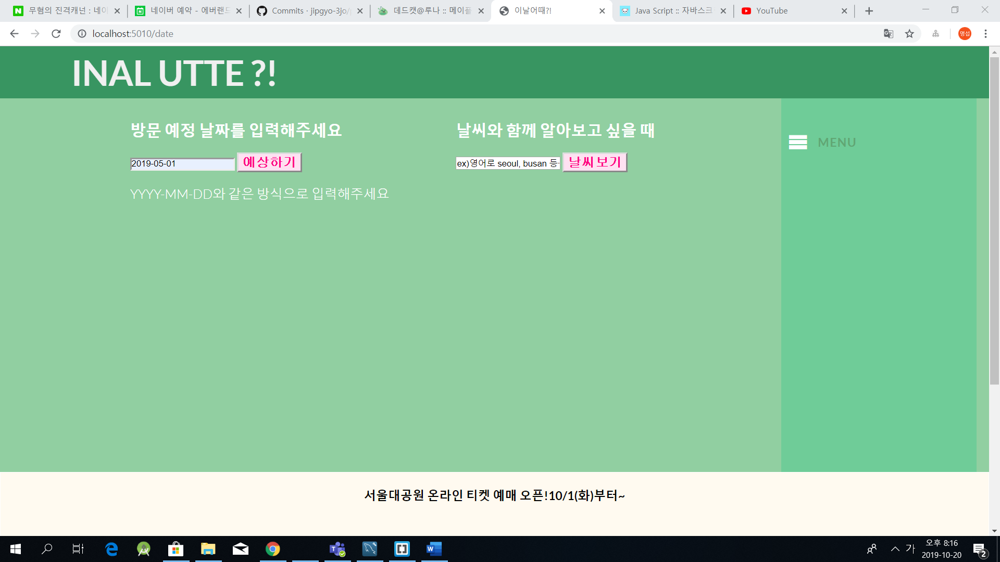 무협의 진격캐넌 : 네이
네이버 예약 - 에버랜드
Commits · jipgyo-3jo/
데드캣@루나 :: 메이플
이날어때?!
Java Script :: 자바스크
YouTube
localhost:5010/date
명섭
INAL UTTE ?!
방문 예정 날짜를 입력해주세요
날씨와 함께 알아보고 싶을 때
MENU
2019-05-01
예상하기
ex)영어로 seoul, busan 등
날씨보기
YYYY-MM-DD와 같은 방식으로 입력해주세요
서울대공원 온라인 티켓 예매 오픈!10/1(화)부터~
가
오후 8:16
2019-10-20
2